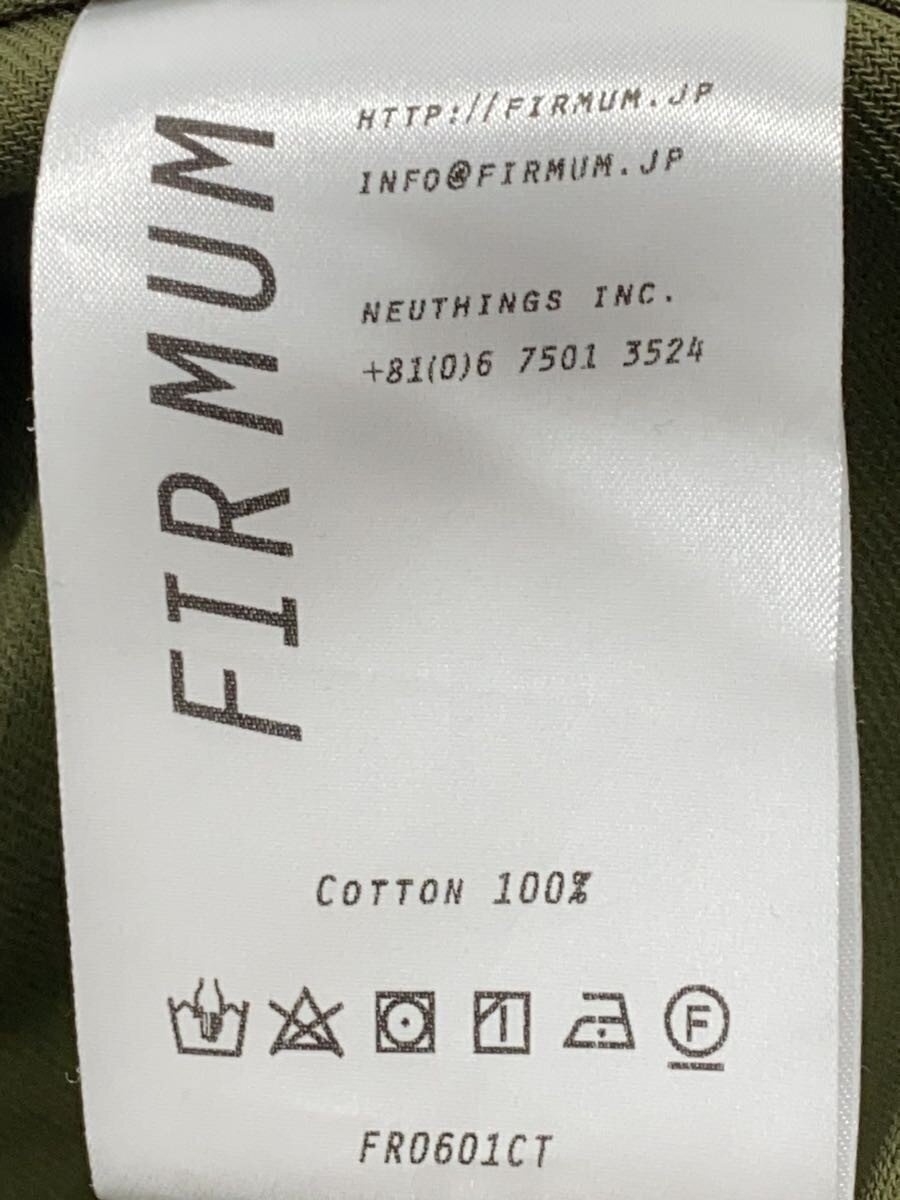 FIRMUM
HTTP://FIRMUM.JP
INFO@FIRMUM.JP
NEUTHINGS INC.
+81(0)6 7501 3524
COTTON 100%
F
FR0601CT